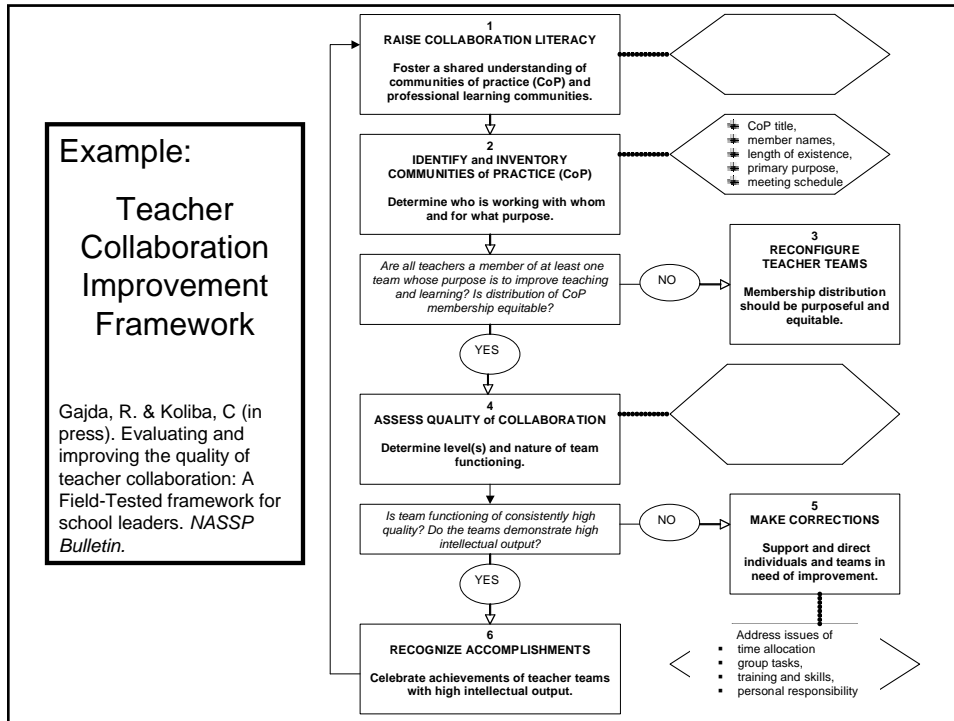 Example:
Teacher
Collaboration
Improvement
Framework
Gajda, R. & Koliba, C (in
press). Evaluating and
improving the quality of
teacher collaboration: A
Field-Tested framework for
school leaders. NASSP
Bulletin.
1
RAISE COLLABORATION LITERACY
Foster a shared understanding of
communities of practice (CoP) and
professional learning communities.
2
IDENTIFY and INVENTORY
COMMUNITIES of PRACTICE (CoP)
Determine who is working with whom
and for what purpose.
CoP title,
member names,
length of existence,
primary purpose,
meeting schedule
Are all teachers a member of at least one
team whose purpose is to improve teaching
and learning? Is distribution of CoP
membership equitable?
NO
3
RECONFIGURE
TEACHER TEAMS
Membership distribution
should be purposeful and
equitable.
YES
4
ASSESS QUALITY of COLLABORATION
Determine level(s) and nature of team
functioning.
Is team functioning of consistently high
quality? Do the teams demonstrate high
intellectual output?
NO
5
MAKE CORRECTIONS
Support and direct
individuals and teams in
need of improvement.
YES
6
RECOGNIZE ACCOMPLISHMENTS
Celebrate achievements of teacher teams
with high intellectual output.
Address issues of
▪ time allocation
▪ group tasks,
▪ training and skills,
▪ personal responsibility